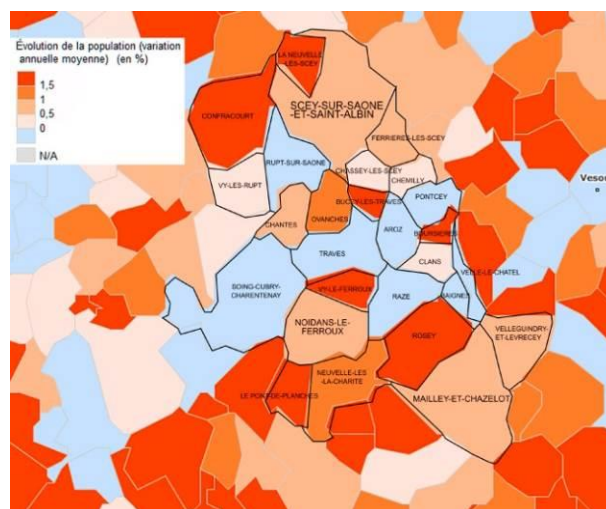 Évolution de la population (variation
annuelle moyenne) (en %)
1,5
1
0,5
0
N/A
LA NEUVELLE
-LES-SCEY
SCEY-SUR-SAONE
-ET-SAINT-ALBIN
CONFRACOURT
FERRIERES-LES-SCEY
RUPT-SUR-SAONE
CHASSEY-LES-SCEY
CHEMILLY
VY-LES-RUPT
PONTCEY
BUCEY-LES-TRAVES
OVANCHES
CHANTES
AROZ
BOURSIERES
Vesou
TRAVES
CLANS
VELLE-LE-CHATEL
BOING-CUBRY-
CHARENTENAY
VY-LE-FERROUX
RAZE
BAIGNES
NOIDANS-LE-
FERROUX
ROSEY
VELLEGUINDRY-
ET-LEVRECEY
NEUVELLE-LES
-LA-CHARITE
LE PONT-DE-PLANCHES
MAILLEY-ET-CHAZELOT